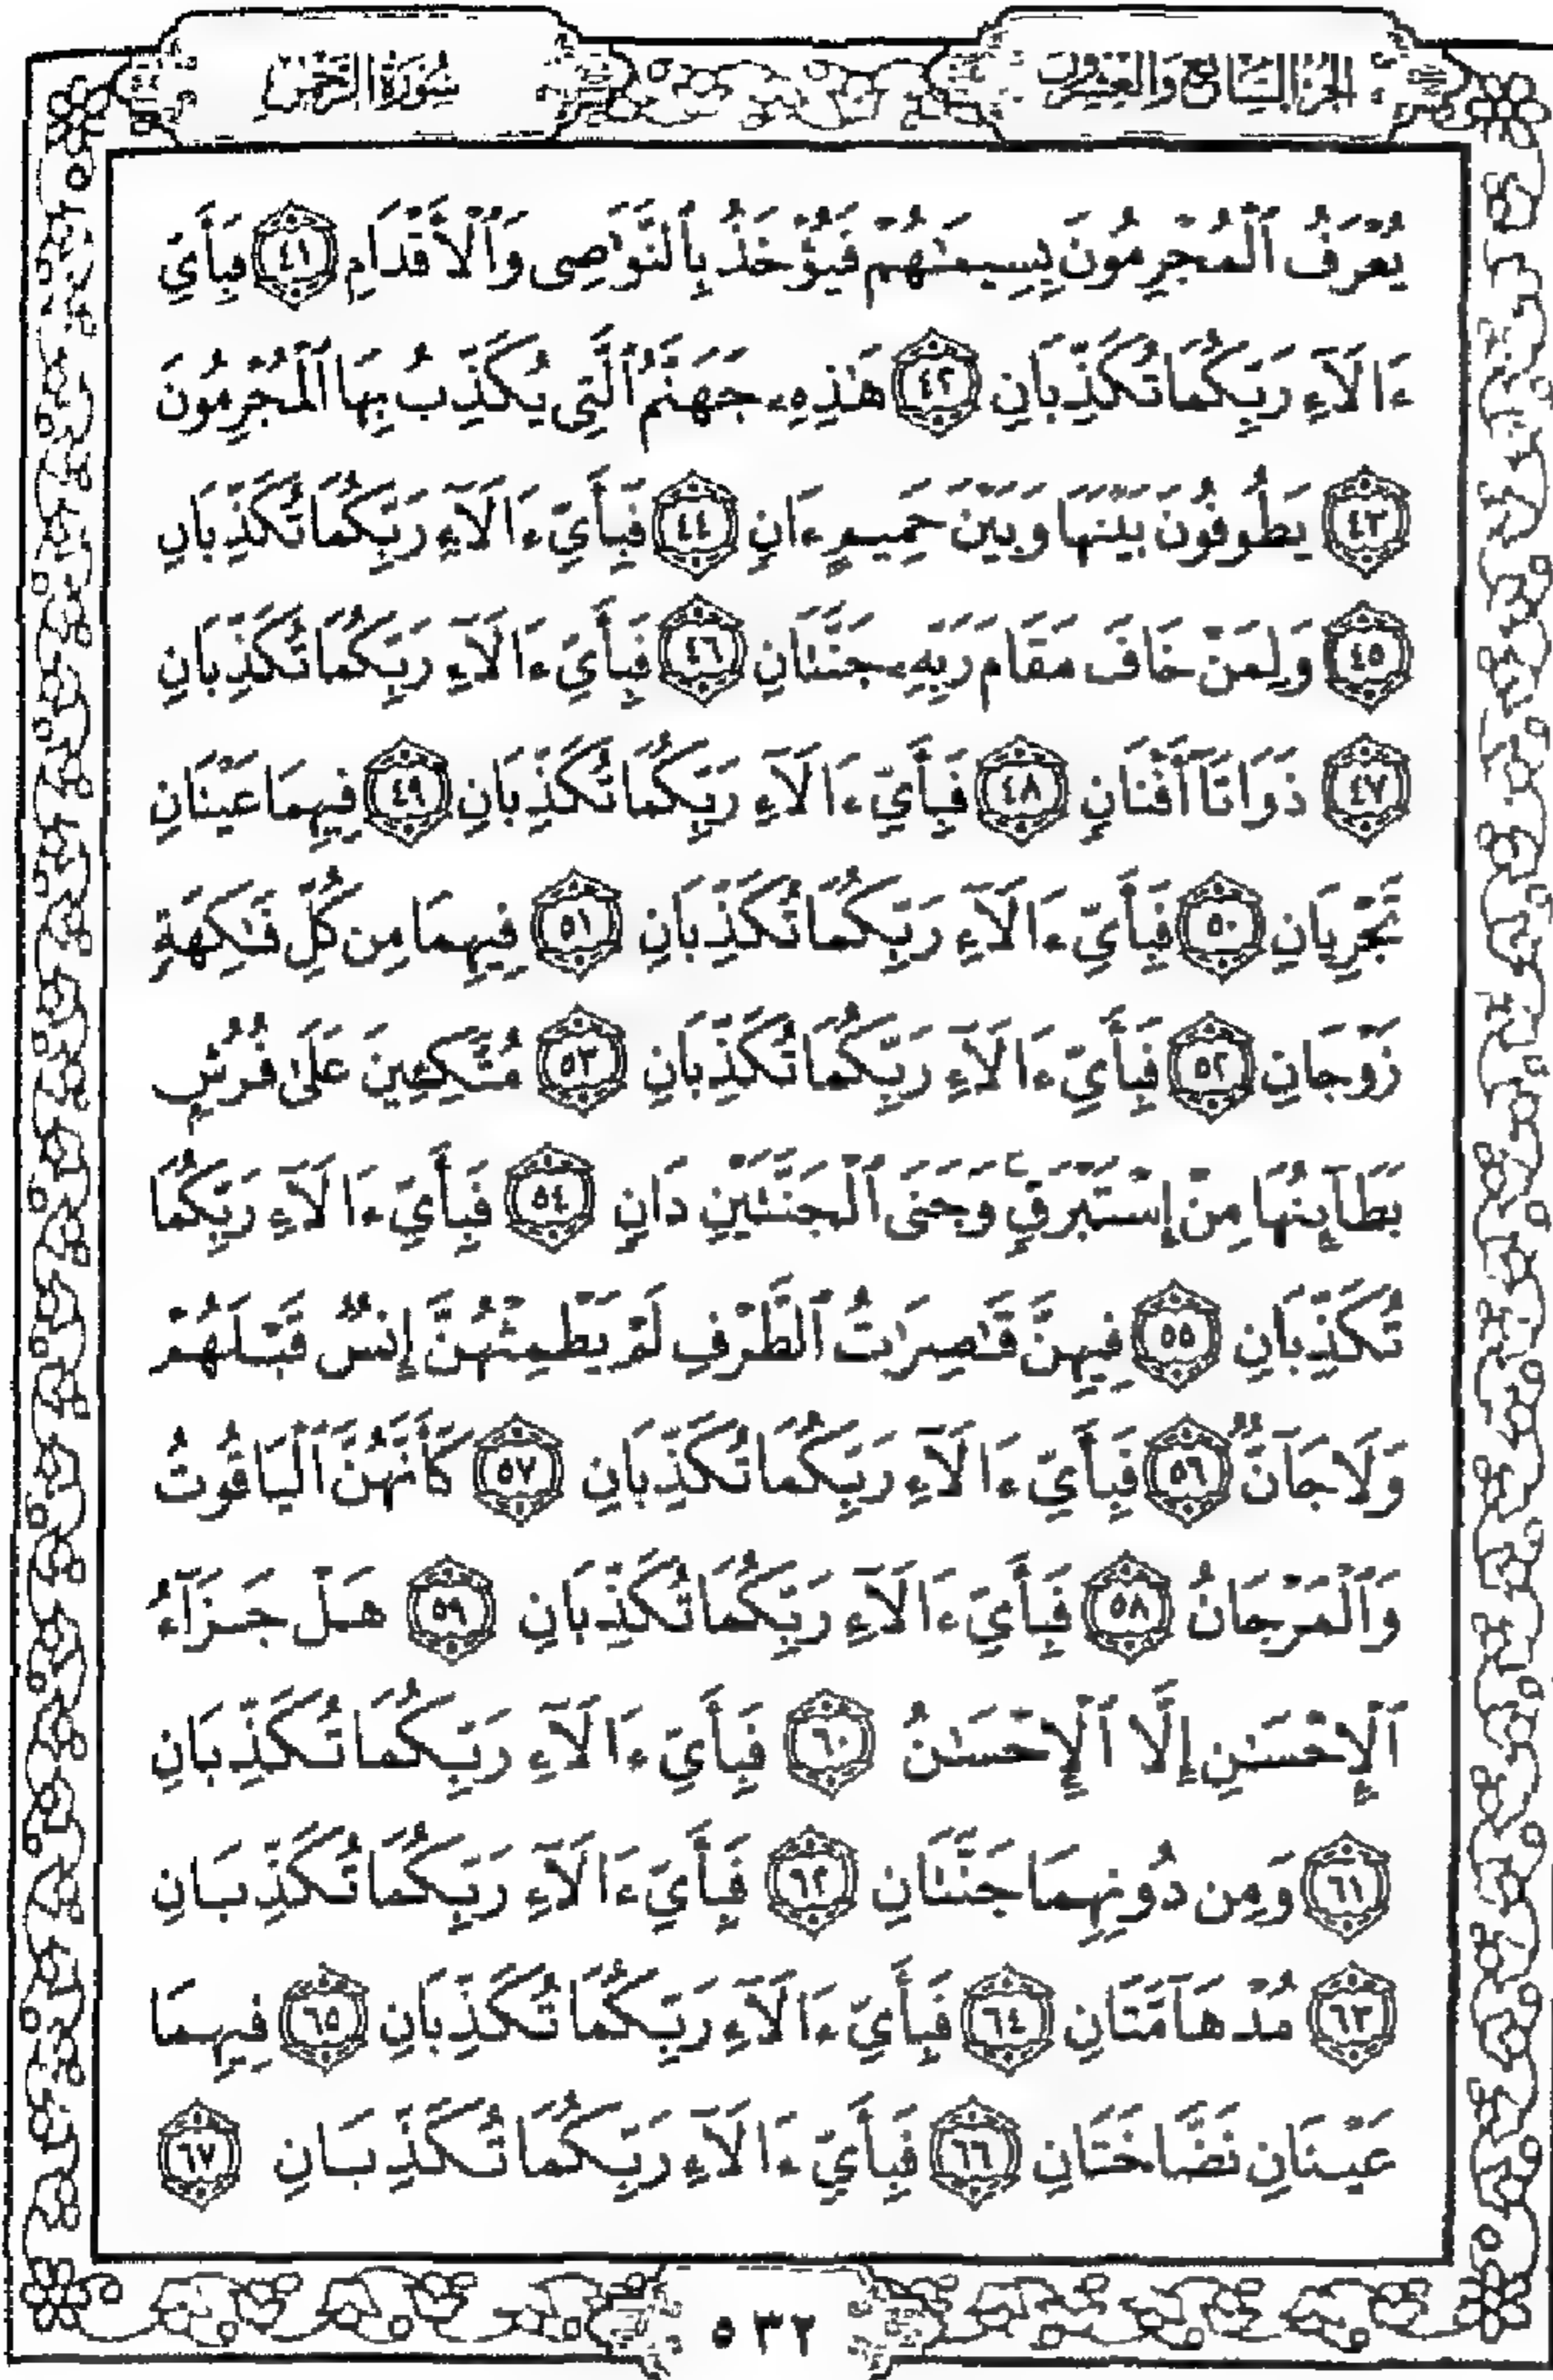 الجزء السابع والعشرون
سورة الرحمن
يُعْرَفُ ٱلْمُجْرِمُونَ بِسِيمَٰهُمْ فَيُؤْخَذُ بِٱلنَّوَٰصِى وَٱلْأَقْدَامِ ٤١ فَبِأَىِّ
ءَالَآءِ رَبِّكُمَا تُكَذِّبَانِ ٤٢ هَٰذِهِۦ جَهَنَّمُ ٱلَّتِى يُكَذِّبُ بِهَا ٱلْمُجْرِمُونَ
٤٣ يَطُوفُونَ بَيْنَهَا وَبَيْنَ حَمِيمٍ ءَانٍ ٤٤ فَبِأَىِّ ءَالَآءِ رَبِّكُمَا تُكَذِّبَانِ
٤٥ وَلِمَنْ خَافَ مَقَامَ رَبِّهِۦ جَنَّتَانِ ٤٦ فَبِأَىِّ ءَالَآءِ رَبِّكُمَا تُكَذِّبَانِ
٤٧ ذَوَاتَآ أَفْنَانٍ ٤٨ فَبِأَىِّ ءَالَآءِ رَبِّكُمَا تُكَذِّبَانِ ٤٩ فِيهِمَا عَيْنَانِ
تَجْرِيَانِ ٥٠ فَبِأَىِّ ءَالَآءِ رَبِّكُمَا تُكَذِّبَانِ ٥١ فِيهِمَا مِن كُلِّ فَٰكِهَةٍ
زَوْجَانِ ٥٢ فَبِأَىِّ ءَالَآءِ رَبِّكُمَا تُكَذِّبَانِ ٥٣ مُتَّكِـِٔينَ عَلَىٰ فُرُشٍۭ
بَطَآئِنُهَا مِنْ إِسْتَبْرَقٍ ۚ وَجَنَى ٱلْجَنَّتَيْنِ دَانٍ ٥٤ فَبِأَىِّ ءَالَآءِ رَبِّكُمَا
تُكَذِّبَانِ ٥٥ فِيهِنَّ قَٰصِرَٰتُ ٱلطَّرْفِ لَمْ يَطْمِثْهُنَّ إِنسٌ قَبْلَهُمْ
وَلَا جَآنٌّ ٥٦ فَبِأَىِّ ءَالَآءِ رَبِّكُمَا تُكَذِّبَانِ ٥٧ كَأَنَّهُنَّ ٱلْيَاقُوتُ
وَٱلْمَرْجَانُ ٥٨ فَبِأَىِّ ءَالَآءِ رَبِّكُمَا تُكَذِّبَانِ ٥٩ هَلْ جَزَآءُ
ٱلْإِحْسَٰنِ إِلَّا ٱلْإِحْسَٰنُ ٦٠ فَبِأَىِّ ءَالَآءِ رَبِّكُمَا تُكَذِّبَانِ
٦١ وَمِن دُونِهِمَا جَنَّتَانِ ٦٢ فَبِأَىِّ ءَالَآءِ رَبِّكُمَا تُكَذِّبَانِ
٦٣ مُدْهَآمَّتَانِ ٦٤ فَبِأَىِّ ءَالَآءِ رَبِّكُمَا تُكَذِّبَانِ ٦٥ فِيهِمَا
عَيْنَانِ نَضَّاخَتَانِ ٦٦ فَبِأَىِّ ءَالَآءِ رَبِّكُمَا تُكَذِّبَانِ ٦٧
٥٣٢